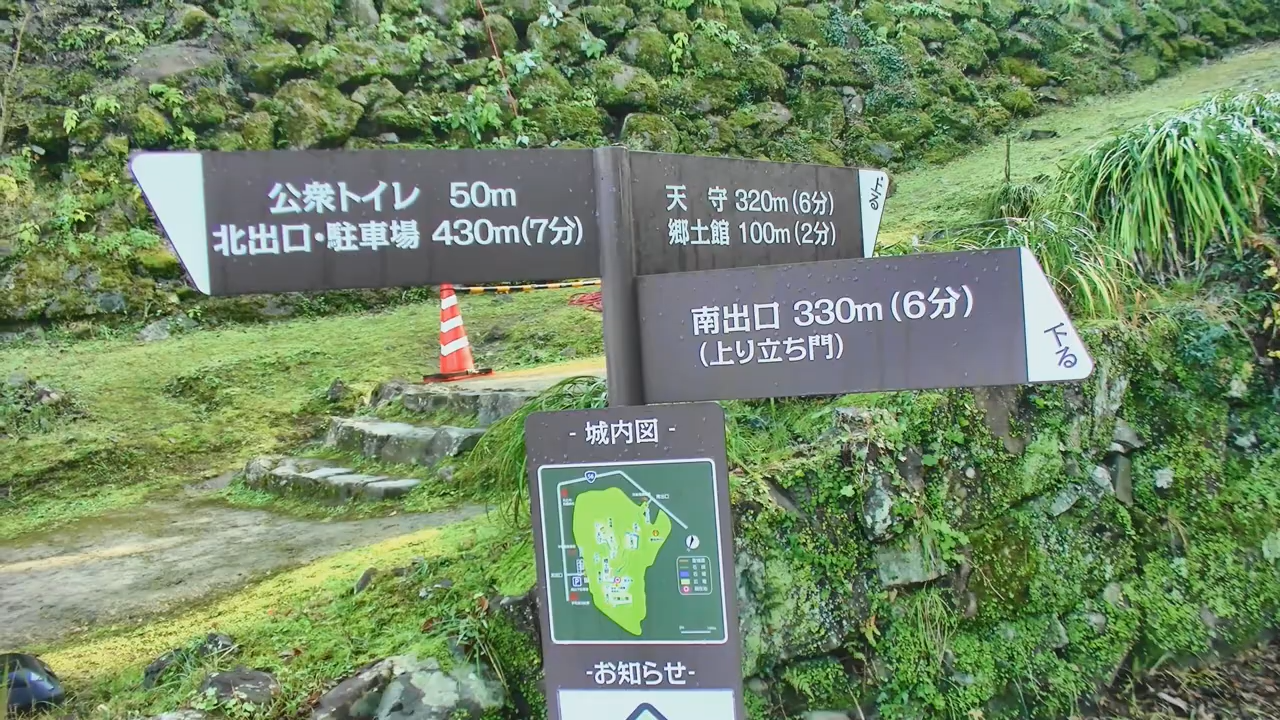 公衆トイレ 50m
北出口・駐車場 430m(7分)
天 守 320m(6分)
郷土館 100m(2分)
上る
南出口 330m(6分)
(上り立ち門)
下る
- 城内図 -
56
P
-お知らせ-